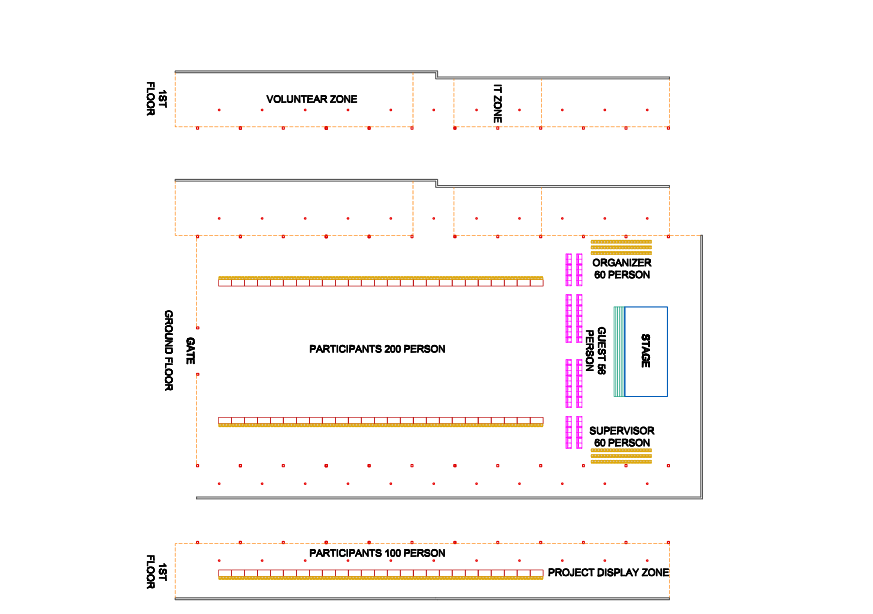 1ST
FLOOR
VOLUNTEAR ZONE
IT ZONE
ORGANIZER
60 PERSON
GROUND FLOOR
GATE
PARTICIPANTS 200 PERSON
GUEST 56
PERSON
STAGE
SUPERVISOR
60 PERSON
1ST
FLOOR
PARTICIPANTS 100 PERSON
PROJECT DISPLAY ZONE